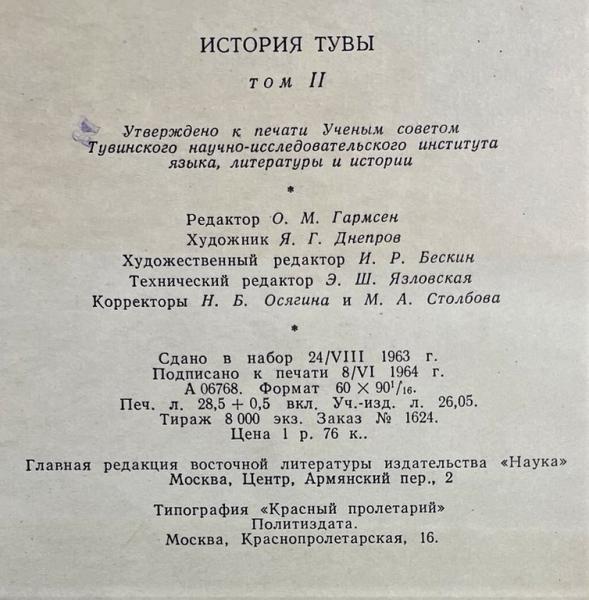 ИСТОРИЯ ТУВЫ
том II
Утверждено к печати Ученым советом
Тувинского научно-исследовательского института
языка, литературы и истории
*
Редактор О. М. Гармсен
Художник Я. Г. Днепров
Художественный редактор И. Р. Бескин
Технический редактор Э. Ш. Язловская
Корректоры Н. Б. Осягина и М. А. Столбова
*
Сдано в набор 24/VIII 1963 г.
Подписано к печати 8/VI 1964 г.
А 06768. Формат 60 × 90¹/₁₆.
Печ. л. 28,5 + 0,5 вкл. Уч.-изд. л. 26,05.
Тираж 8 000 экз. Заказ № 1624.
Цена 1 р. 76 к..
Главная редакция восточной литературы издательства «Наука»
Москва, Центр, Армянский пер., 2
Типография «Красный пролетарий»
Политиздата.
Москва, Краснопролетарская, 16.